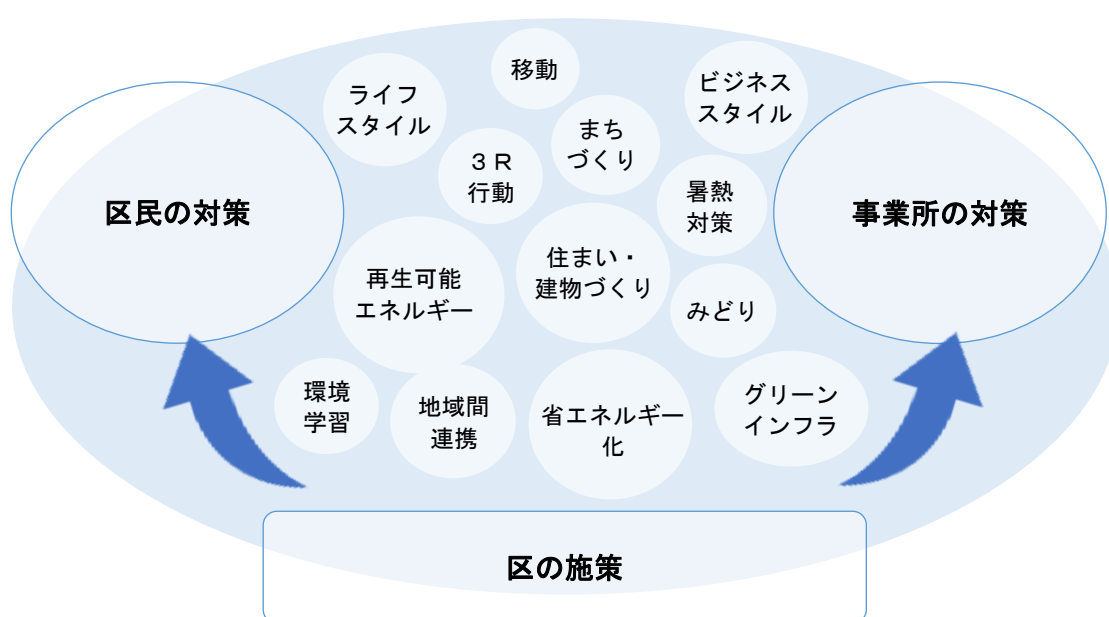 移動
ビジネス
スタイル
ライフ
スタイル
まち
づくり
３Ｒ
行動
暑熱
対策
区民の対策
事業所の対策
住まい・
建物づくり
再生可能
エネルギー
みどり
環境
学習
地域間
連携
省エネルギー
化
グリーン
インフラ
区の施策